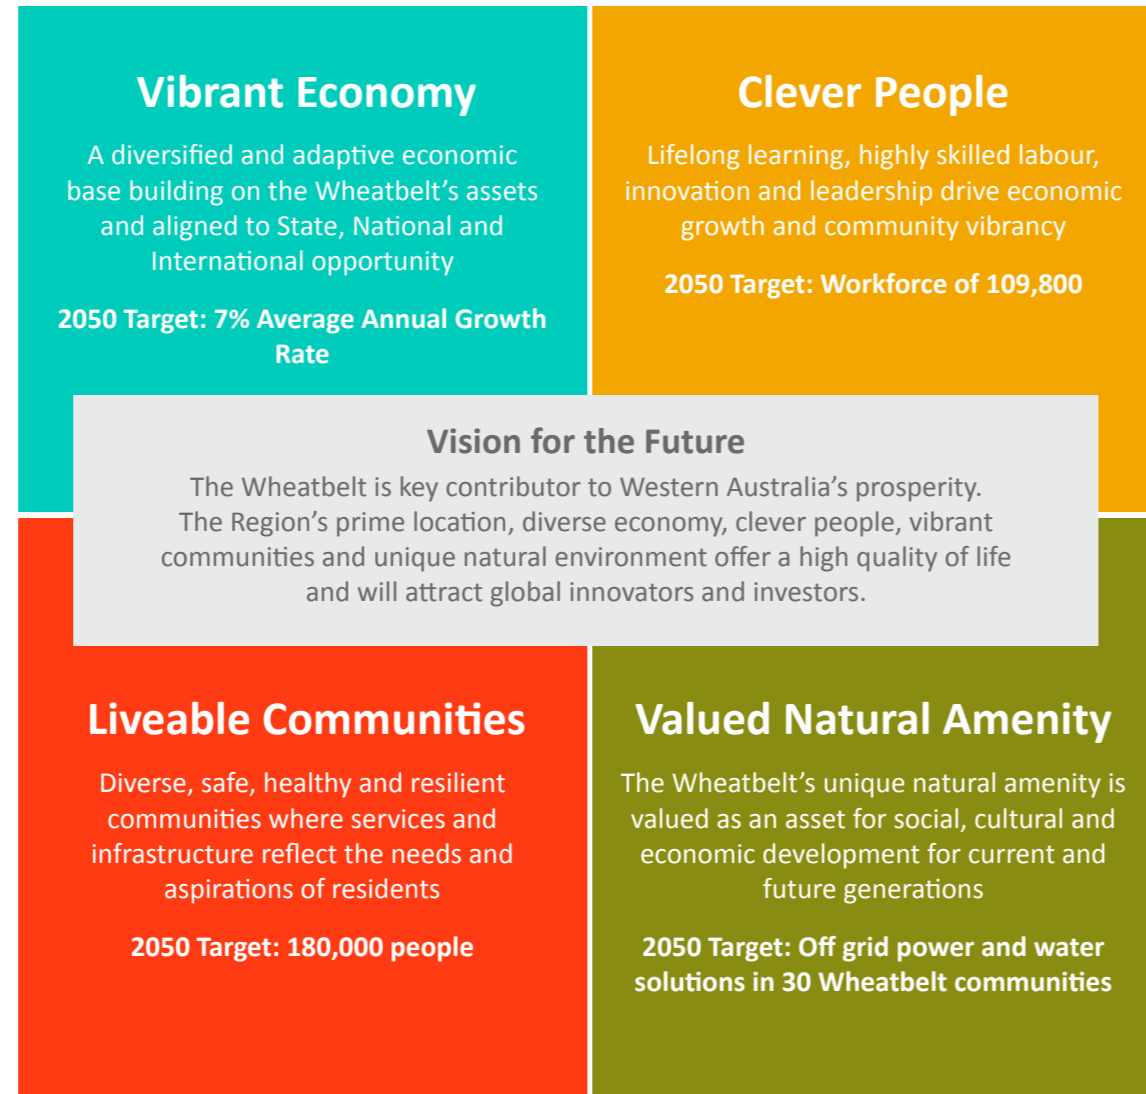 Vibrant Economy
A diversified and adaptive economic
base building on the Wheatbelt's assets
and aligned to State, National and
International opportunity
2050 Target: 7% Average Annual Growth
Rate
Clever People
Lifelong learning, highly skilled labour,
innovation and leadership drive economic
growth and community vibrancy
2050 Target: Workforce of 109,800
Vision for the Future
The Wheatbelt is key contributor to Western Australia's prosperity.
The Region's prime location, diverse economy, clever people, vibrant
communities and unique natural environment offer a high quality of life
and will attract global innovators and investors.
Liveable Communities
Diverse, safe, healthy and resilient
communities where services and
infrastructure reflect the needs and
aspirations of residents
2050 Target: 180,000 people
Valued Natural Amenity
The Wheatbelt's unique natural amenity is
valued as an asset for social, cultural and
economic development for current and
future generations
2050 Target: Off grid power and water
solutions in 30 Wheatbelt communities